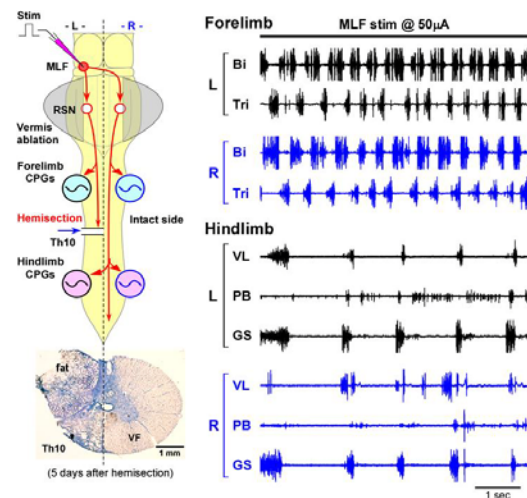 Stim
- L -
- R -
MLF
RSN
Vermis
ablation
Forelimb
CPGs
Hemisection
Intact side
Th10
Hindlimb
CPGs
fat
VF
Th10
1 mm
(5 days after hemisection)
Forelimb
MLF stim @ 50µA
L
Bi
Tri
R
Bi
Tri
Hindlimb
L
VL
PB
GS
R
VL
PB
GS
1 sec